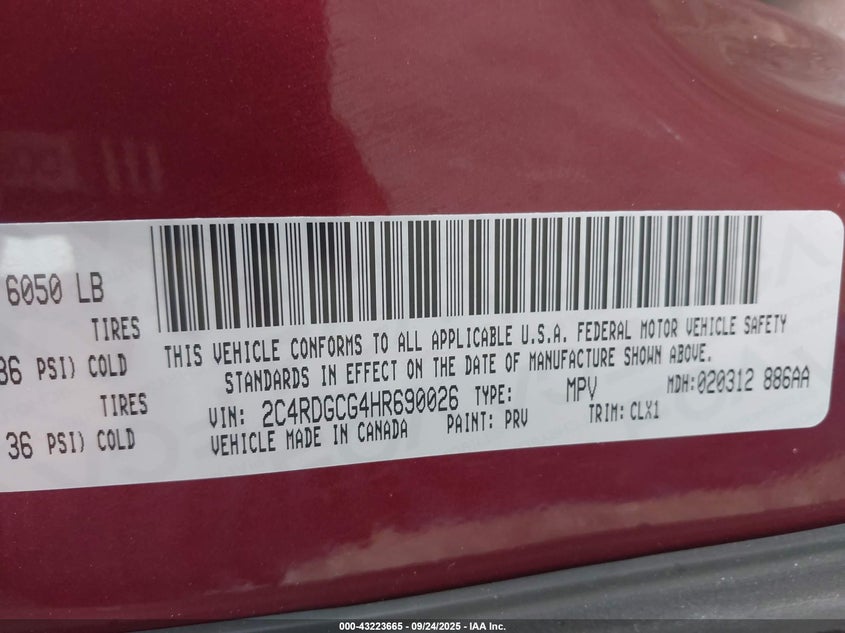 6050 LB
TIRES
36 PSI) COLD
TIRES
36 PSI) COLD
THIS VEHICLE CONFORMS TO ALL APPLICABLE U.S.A. FEDERAL MOTOR VEHICLE SAFETY
STANDARDS IN EFFECT ON THE DATE OF MANUFACTURE SHOWN ABOVE.
VIN: 2C4RDGCG4HR690026 TYPE: MPV MDH:020312 886AA
VEHICLE MADE IN CANADA PAINT: PRV TRIM: CLX1
000-43223665 - 09/24/2025 - IAA Inc.